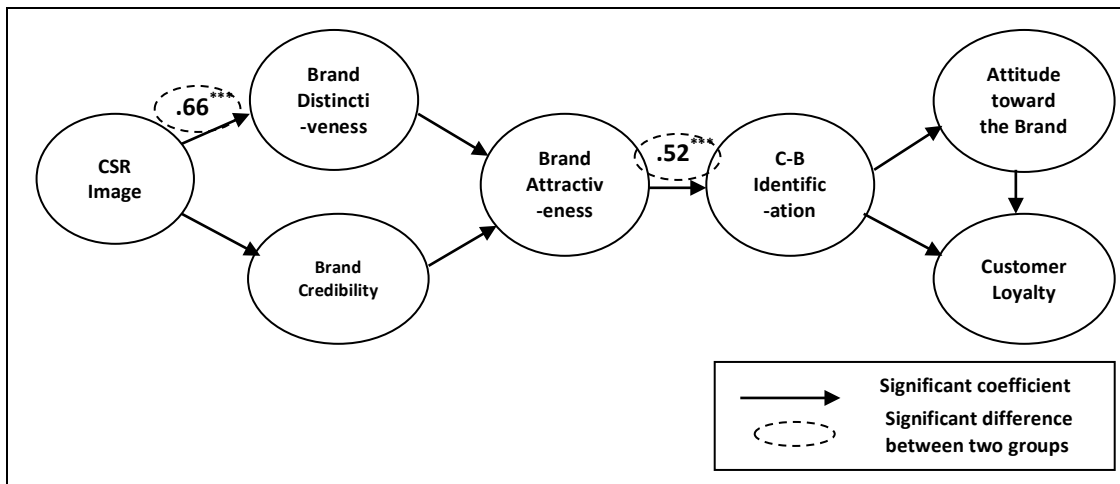 CSR
Image
.66***
Brand
Distincti
-veness
Brand
Credibility
Brand
Attractiv
-eness
.52***
C-B
Identific
-ation
Attitude
toward
the Brand
Customer
Loyalty
Significant coefficient
Significant difference
between two groups